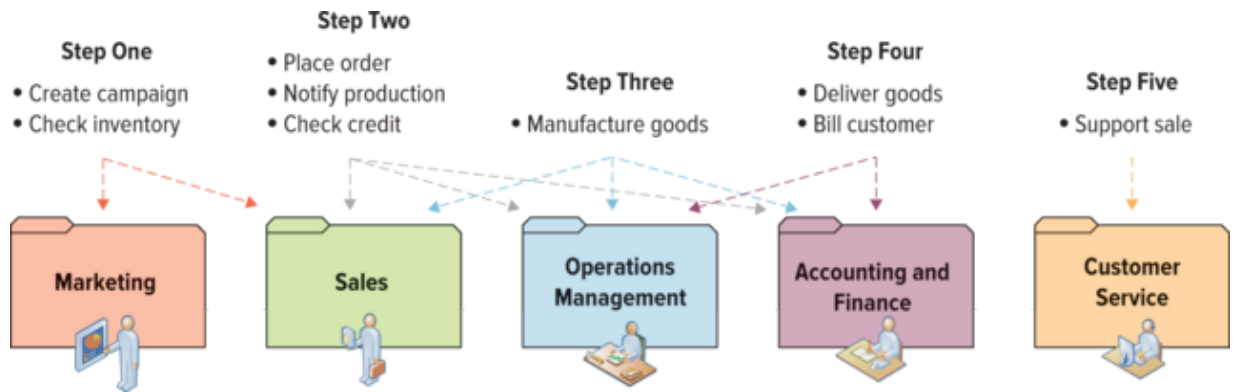 Step One
• Create campaign
• Check inventory
Step Two
• Place order
• Notify production
• Check credit
Step Three
• Manufacture goods
Step Four
• Deliver goods
• Bill customer
Step Five
• Support sale
Marketing
Sales
Operations
Management
Accounting and
Finance
Customer
Service